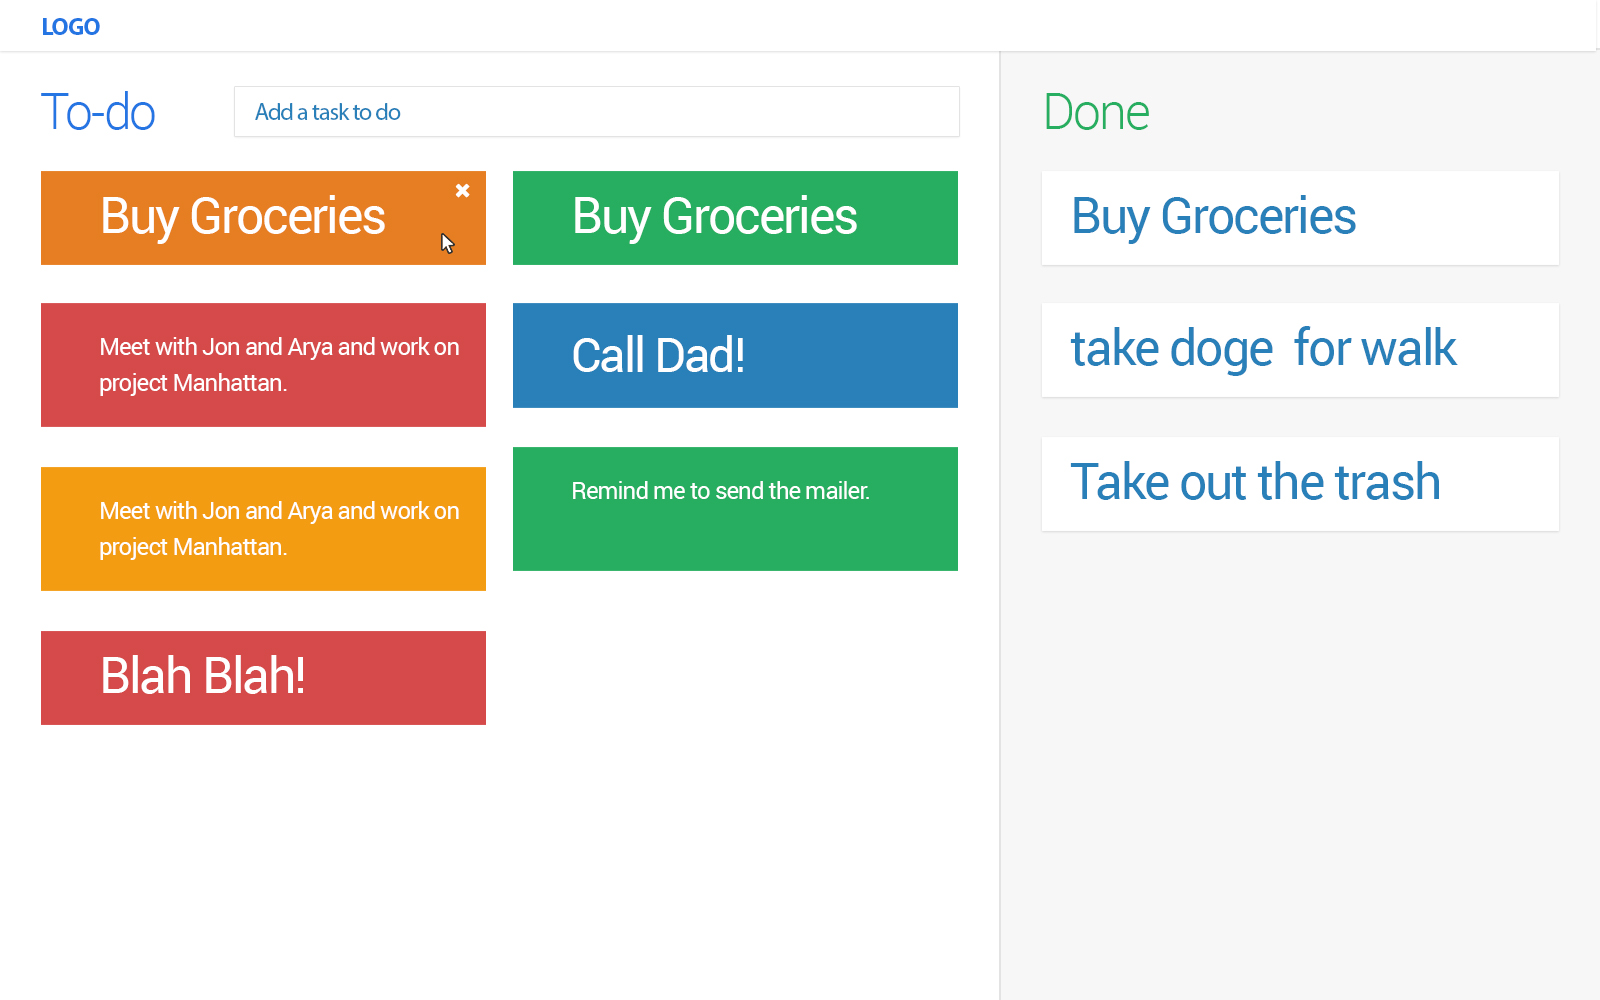 LOGO
To-do
Add a task to do
Buy Groceries
Meet with Jon and Arya and work on
project Manhattan.
Meet with Jon and Arya and work on
project Manhattan.
Blah Blah!
Buy Groceries
Call Dad!
Remind me to send the mailer.
Done
Buy Groceries
take doge  for walk
Take out the trash